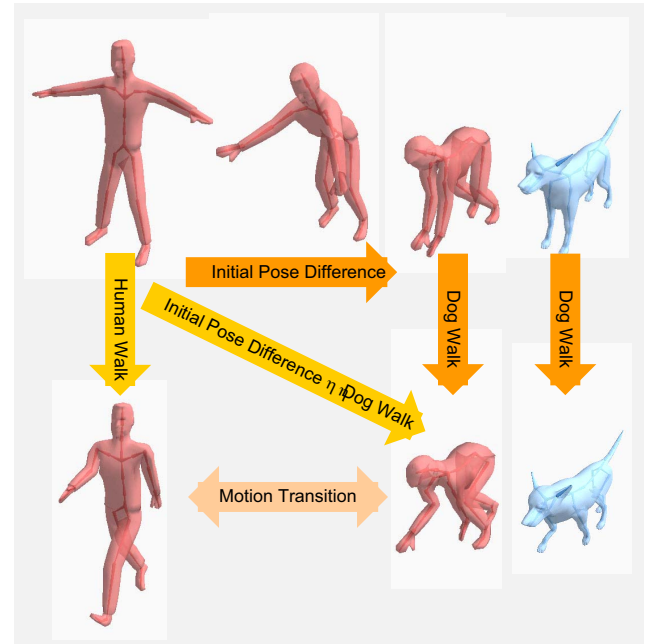 Initial Pose Difference
Human Walk
Initial Pose Difference η Dog Walk
Dog Walk
Dog Walk
Motion Transition